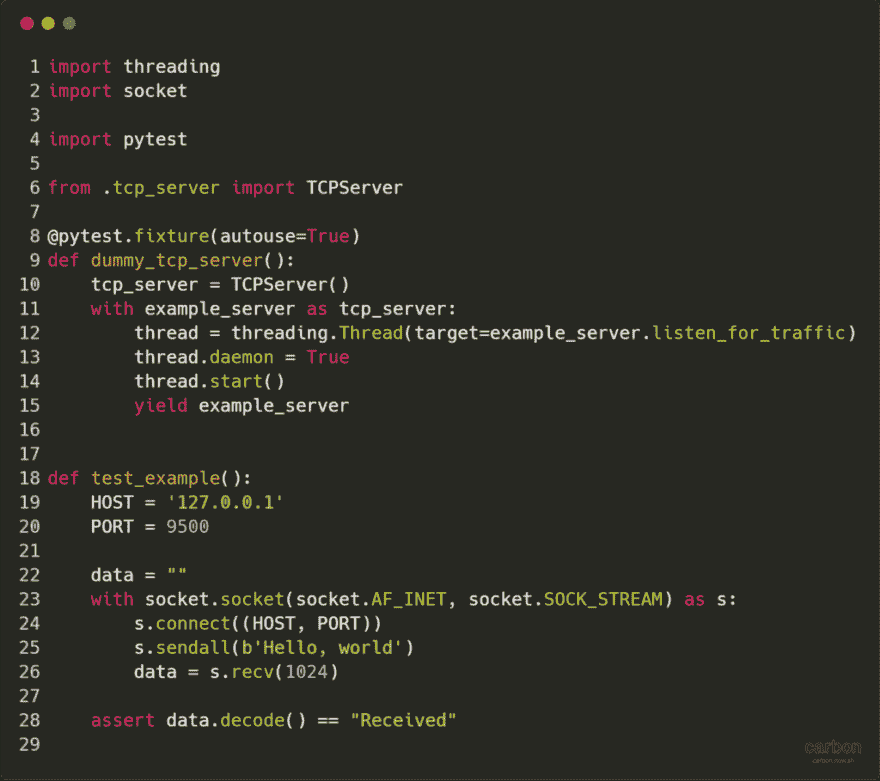 1 import threading
2 import socket
3
4 import pytest
5
6 from .tcp_server import TCPServer
7
8 @pytest.fixture(autouse=True)
9 def dummy_tcp_server():
10     tcp_server = TCPServer()
11     with example_server as tcp_server:
12         thread = threading.Thread(target=example_server.listen_for_traffic)
13         thread.daemon = True
14         thread.start()
15         yield example_server
16
17
18 def test_example():
19     HOST = '127.0.0.1'
20     PORT = 9500
21
22     data = ""
23     with socket.socket(socket.AF_INET, socket.SOCK_STREAM) as s:
24         s.connect((HOST, PORT))
25         s.sendall(b'Hello, world')
26         data = s.recv(1024)
27
28     assert data.decode() == "Received"
29
carbon
carbon.now.sh